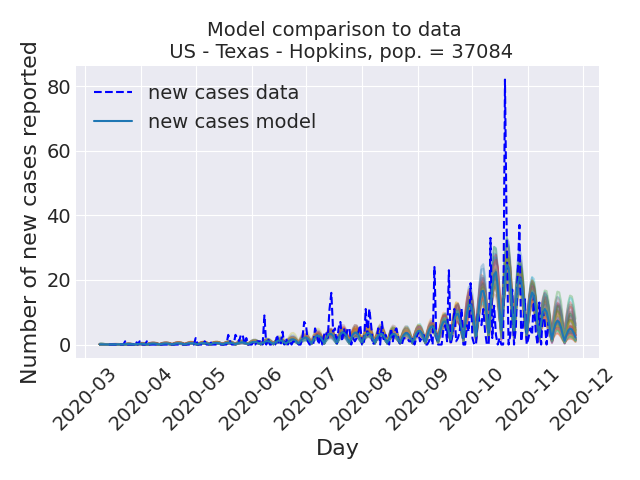 Model comparison to data
US - Texas - Hopkins, pop. = 37084
Number of new cases reported
80
60
40
20
0
new cases data
new cases model
2020-03
2020-04
2020-05
2020-06
2020-07
2020-08
2020-09
2020-10
2020-11
2020-12
Day